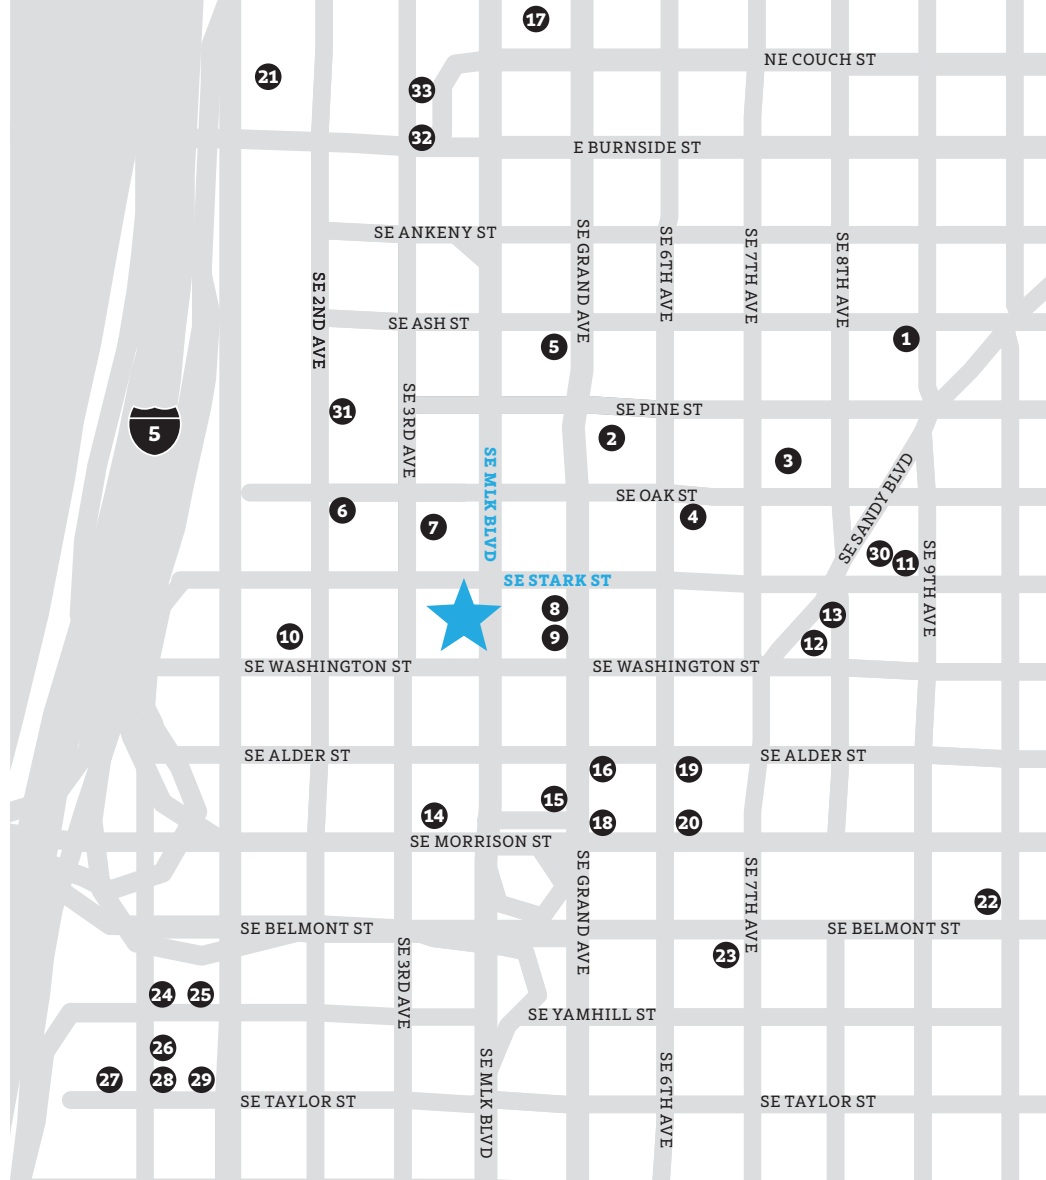 17
NE COUCH ST
21
33
32
E BURNSIDE ST
SE ANKENY ST
SE GRAND AVE
SE 6TH AVE
SE 7TH AVE
SE 8TH AVE
SE 2ND AVE
SE ASH ST
5
1
SE 3RD AVE
31
SE PINE ST
5
2
3
SE MLK BLVD
SE SANDY BLVD
SE OAK ST
6
7
4
30
11
SE 9TH AVE
SE STARK ST
8
13
10
9
12
SE WASHINGTON ST
SE WASHINGTON ST
SE ALDER ST
SE ALDER ST
16
19
15
14
18
20
SE MORRISON ST
SE GRAND AVE
SE 7TH AVE
22
SE BELMONT ST
SE BELMONT ST
SE 3RD AVE
23
24
25
SE YAMHILL ST
26
SE MLK BLVD
SE 6TH AVE
27
28
29
SE TAYLOR ST
SE TAYLOR ST